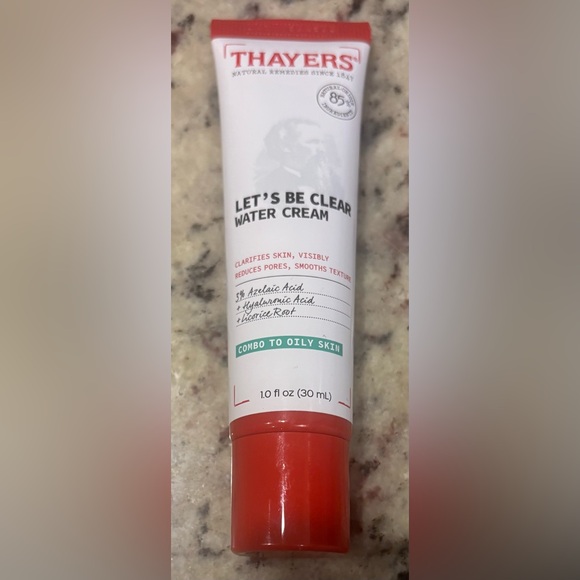 THAYERS
NATURAL REMEDIES SINCE 1847
85%
LET'S BE CLEAR
WATER CREAM
CLARIFIES SKIN, VISIBLY
REDUCES PORES, SMOOTHS TEXTURE
3% Azelaic Acid
+ Hyaluronic Acid
+ Licorice Root
COMBO TO OILY SKIN
1.0 fl oz (30 mL)